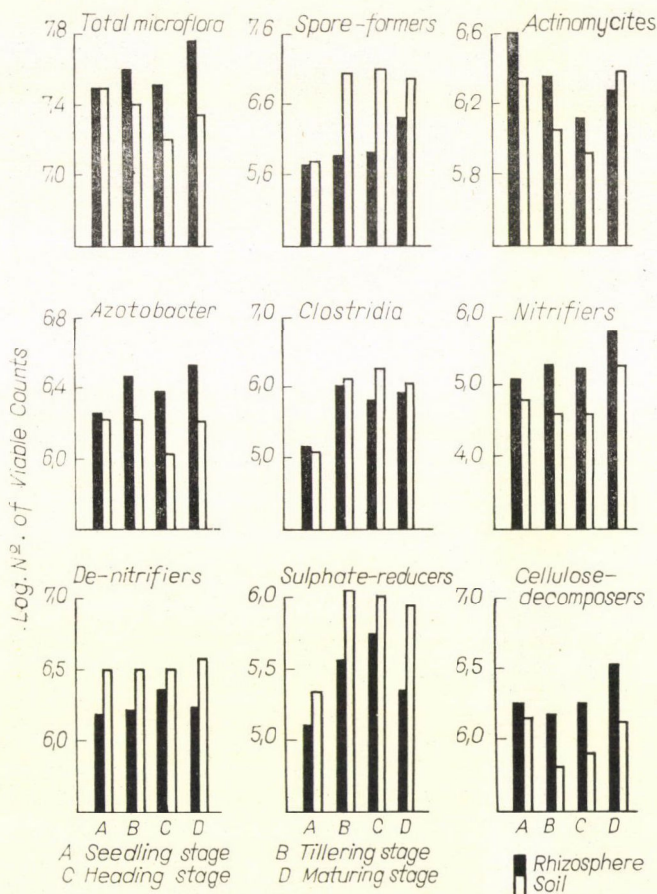 Total microflora
7,8
7,4
7,0
Spore-formers
7,6
6,6
5,6
Actinomycites
6,6
6,2
5,8
Azotobacter
6,8
6,4
6,0
Clostridia
7,0
6,0
5,0
Nitrifiers
6,0
5,0
4,0
De-nitrifiers
7,0
6,5
6,0
Sulphate-reducers
6,0
5,5
5,0
Cellulose-
decomposers
7,0
6,5
6,0
Log. Nº. of Viable Counts
A B C D
A B C D
A B C D
A Seedling stage
B Tillering stage
C Heading stage
D Maturing stage
Rhizosphere
Soil